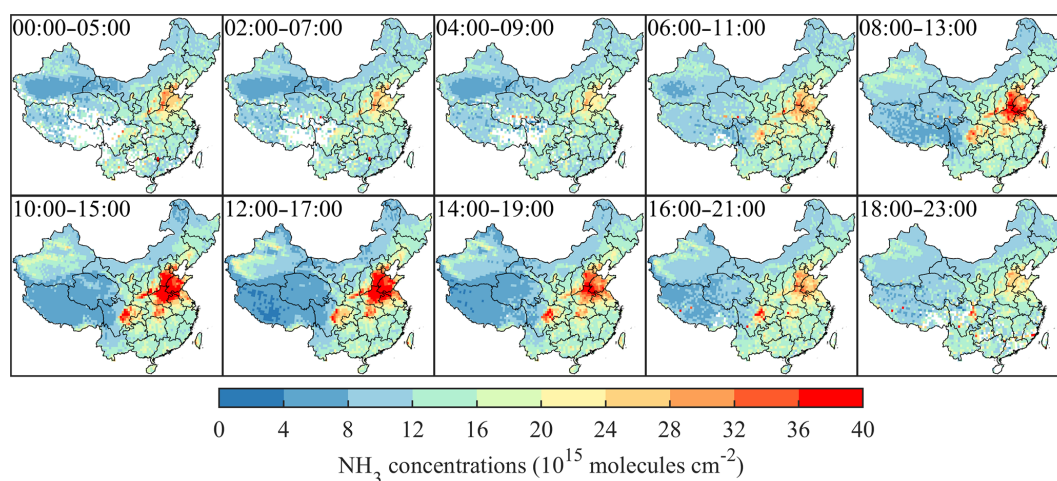 00:00–05:00 02:00–07:00 04:00–09:00 06:00–11:00 08:00–13:00
10:00–15:00 12:00–17:00 14:00–19:00 16:00–21:00 18:00–23:00
0 4 8 12 16 20 24 28 32 36 40
NH₃ concentrations (10¹⁵ molecules cm⁻²)